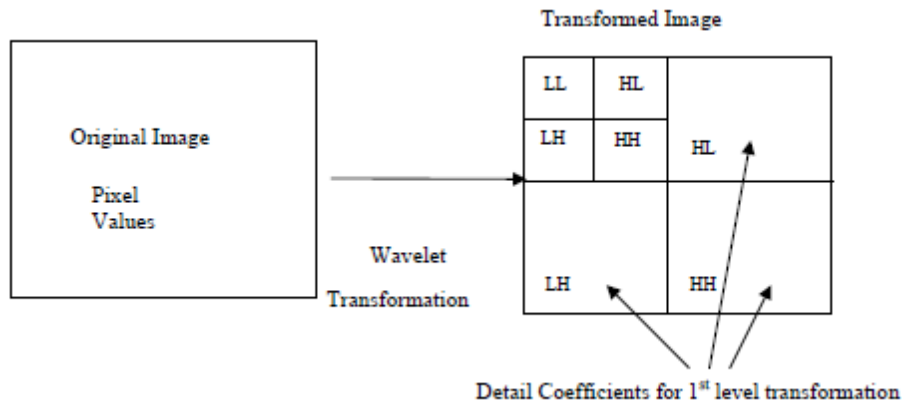 Transformed Image
Original Image
Pixel
Values
Wavelet
Transformation
LL HL
LH HH
HL
LH HH
Detail Coefficients for 1st level transformation